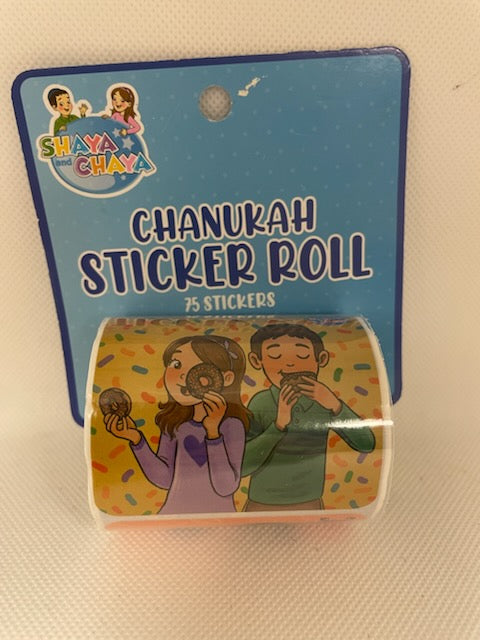 SHAYA
and CHAYA
CHANUKAH
STICKER ROLL
75 STICKERS